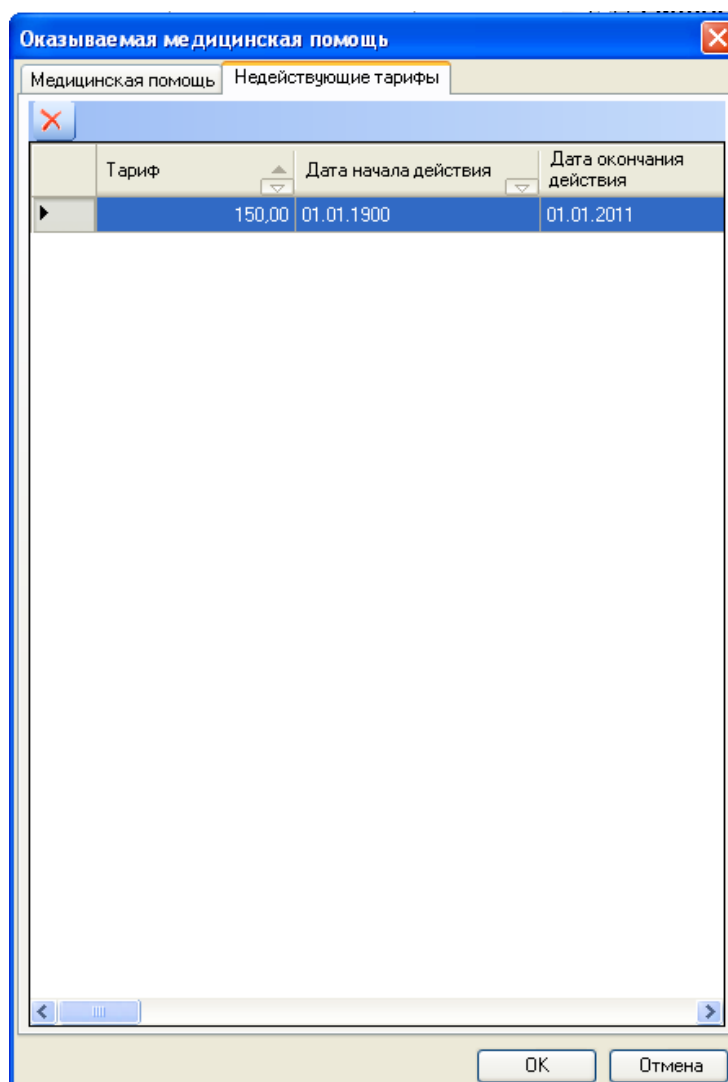 Оказываемая медицинская помощь
Медицинская помощь Недействующие тарифы
Тариф Дата начала действия Дата окончания действия
150,00 01.01.1900 01.01.2011
OK Отмена